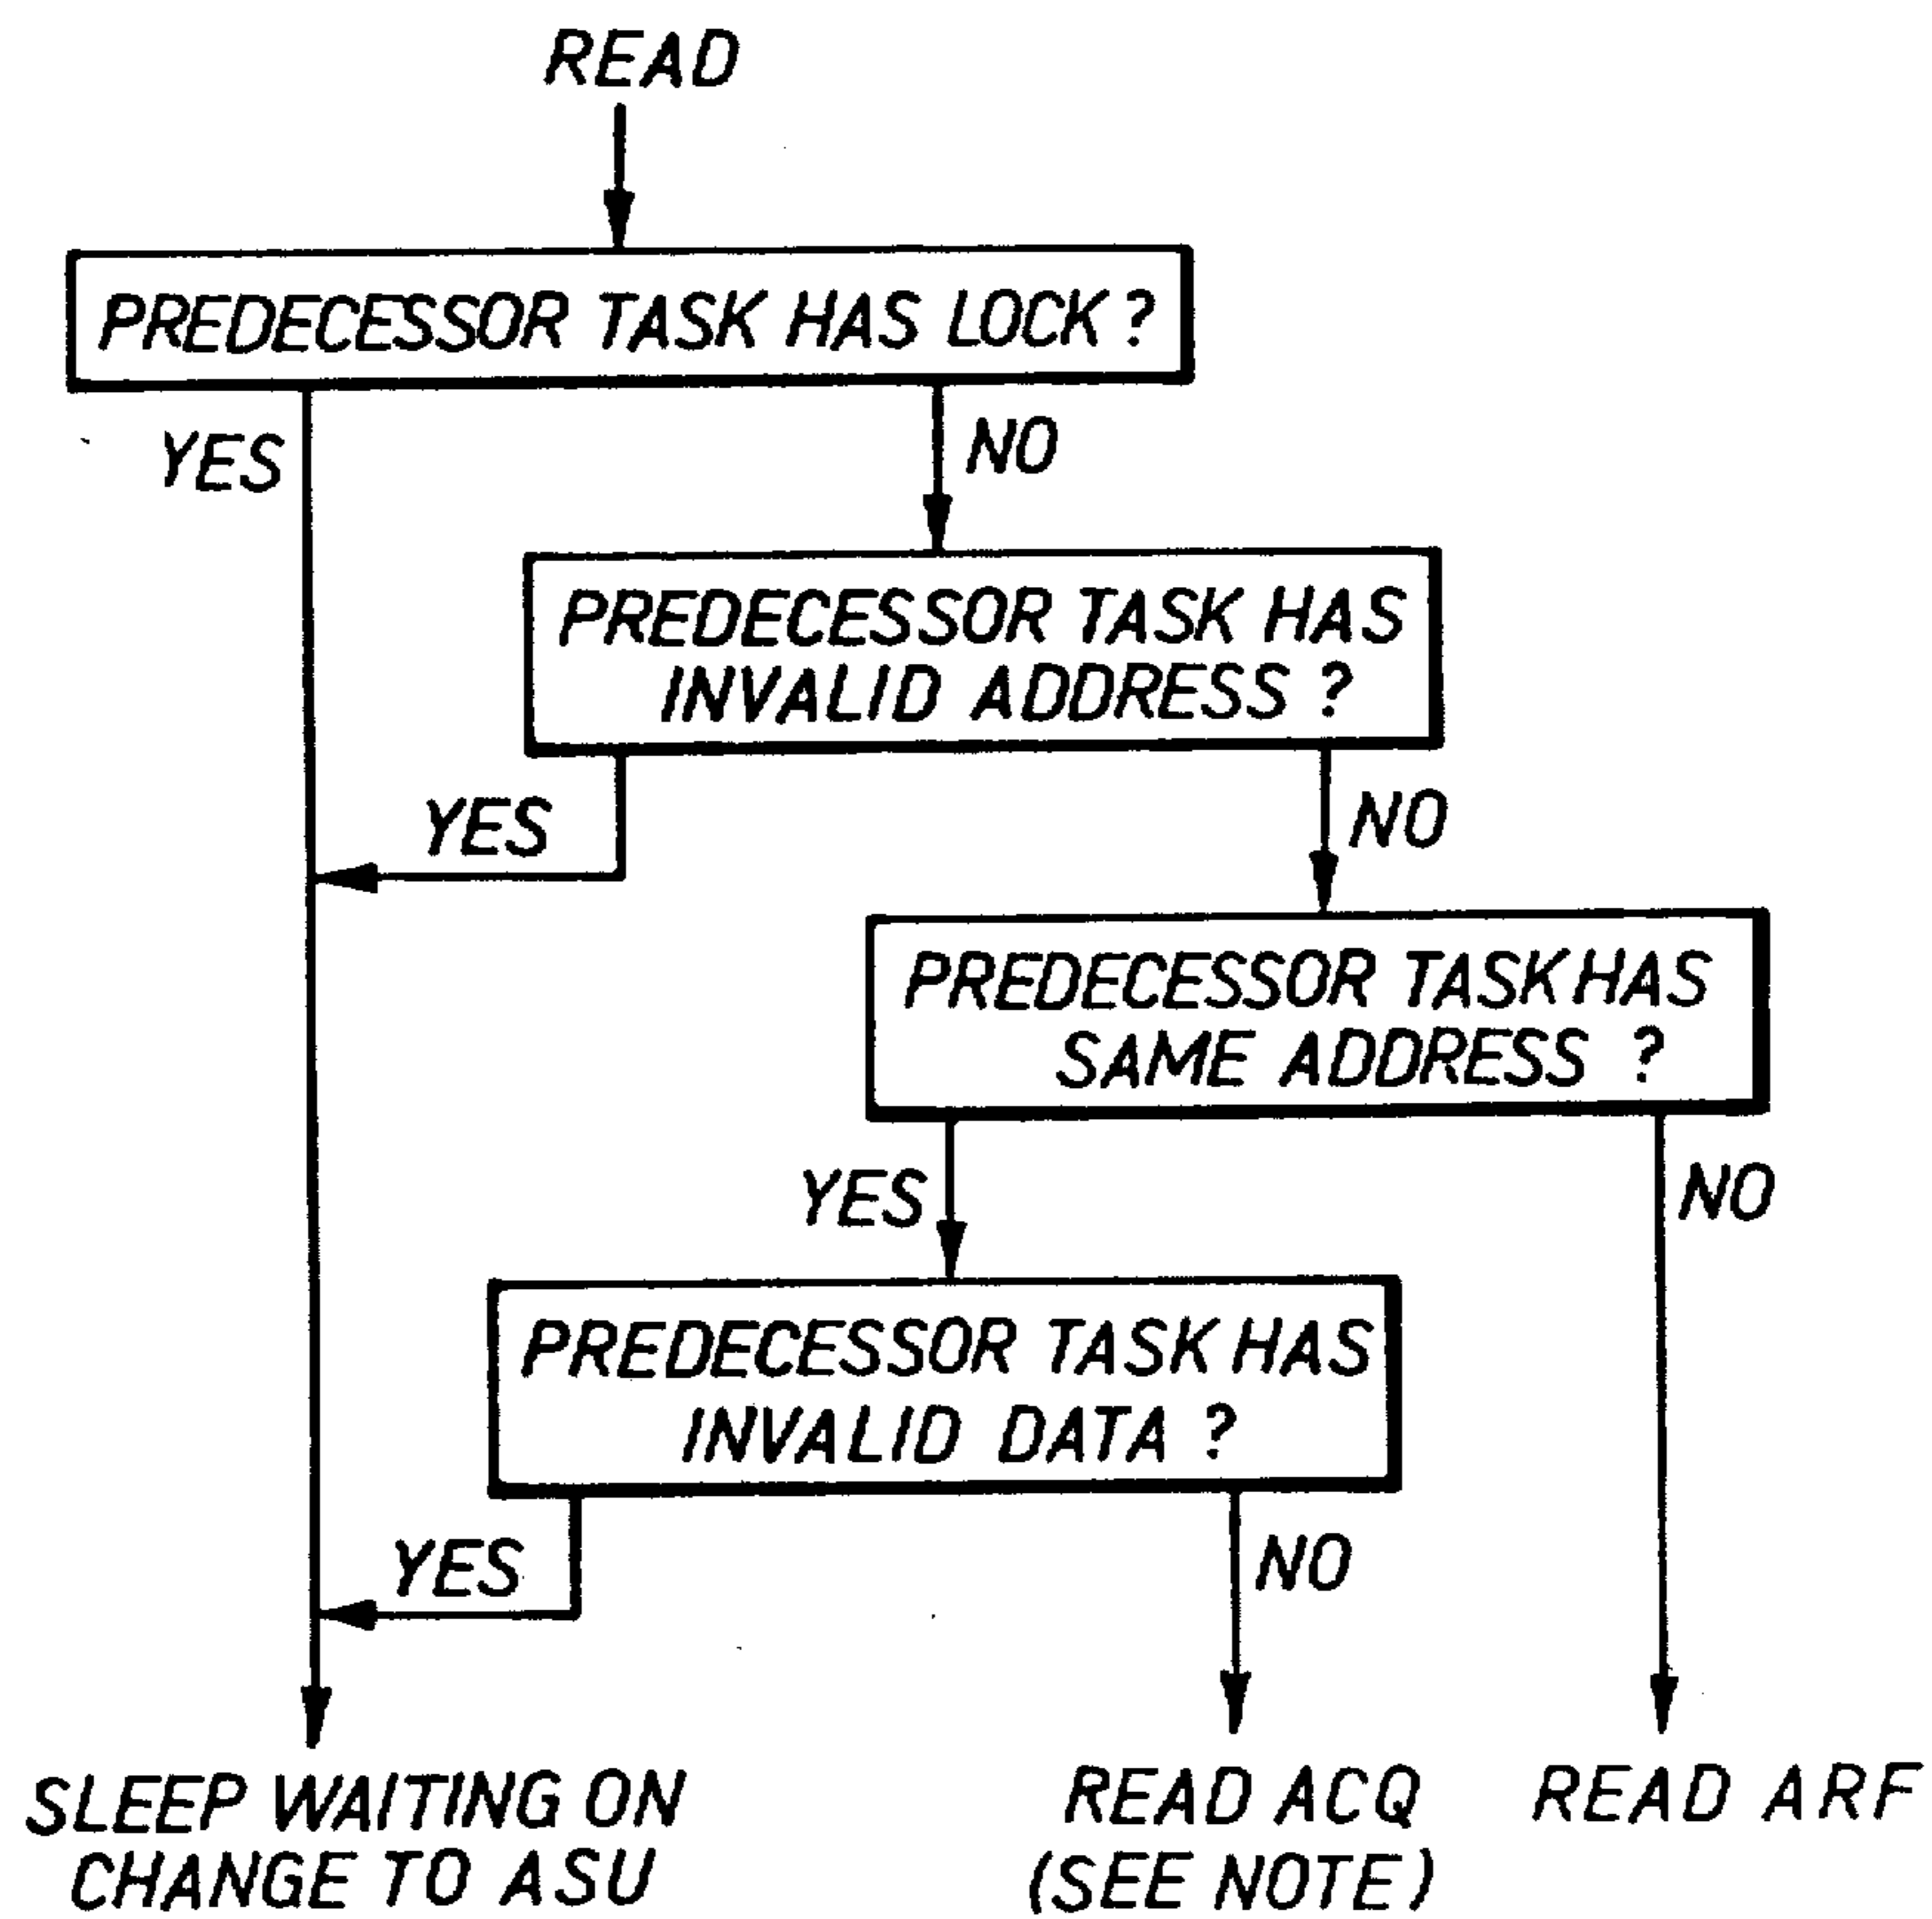 READ
PREDECESSOR TASK HAS LOCK ?
YES
NO
PREDECESSOR TASK HAS
INVALID ADDRESS ?
YES
NO
PREDECESSOR TASK HAS
SAME ADDRESS ?
YES
NO
PREDECESSOR TASK HAS
INVALID DATA ?
YES
NO
SLEEP WAITING ON
CHANGE TO ASU
READ ACQ
(SEE NOTE)
READ ARF